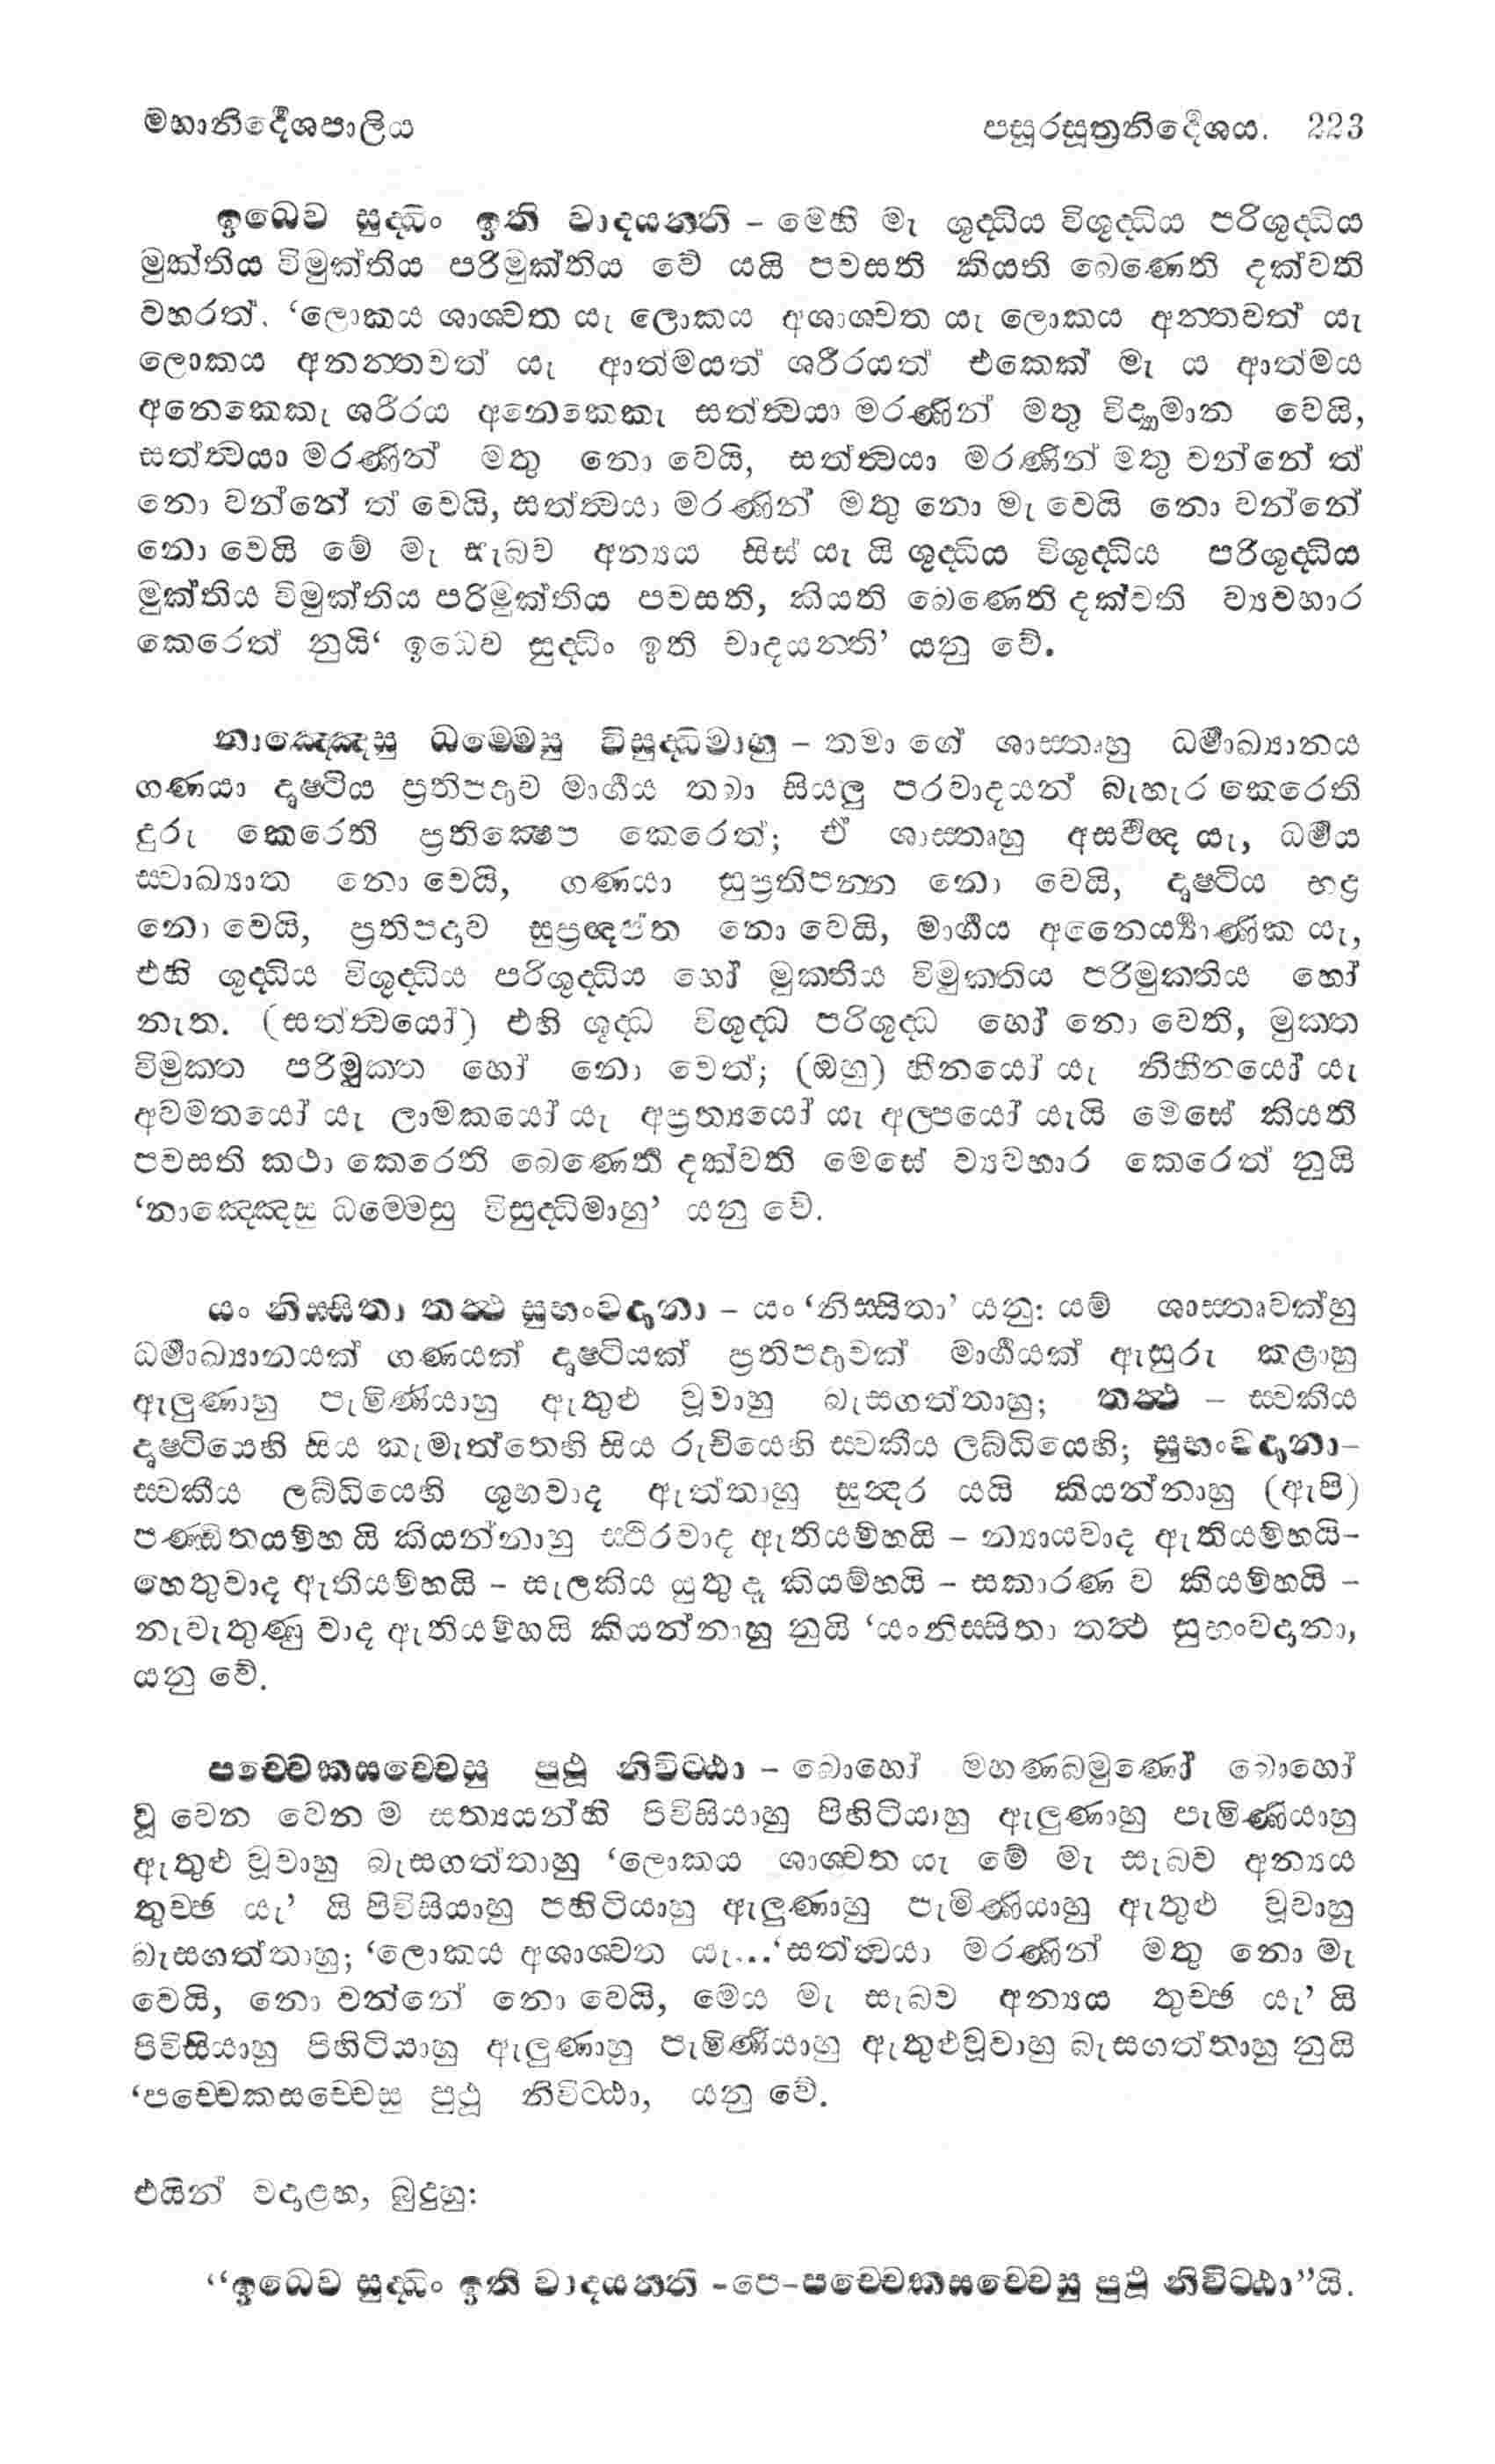 මහානිර්දේශපාලිය පසූරසූත්‍රනිර්දේශය. 223
ඉධෙව සුද්ධිං ඉති වාදයන්ති – මෙහි මැ ශුද්ධිය විශුද්ධිය පරිශුද්ධිය
මුක්තිය විමුක්තිය පරිමුක්තිය වේ යයි පවසති කියති බෙණෙති දක්වති
වහරත්. ‘ලොකය ශාශ්වත යැ ලොකය අශාශ්වත යැ ලොකය අන්තවත් යැ
ලොකය අනන්තවත් යැ ආත්මයත් ශරීරයත් එකෙක් මැ ය ආත්මය
අනෙකෙකැ ශරීරය අනෙකෙකැ සත්ත්වයා මරණින් මතු විද්‍යමාන වෙයි,
සත්ත්වයා මරණින් මතු නො වෙයි, සත්ත්වයා මරණින් මතු වන්නේ ත්
නො වන්නේ ත් වෙයි, සත්ත්වයා මරණින් මතු නො මැ වෙයි නො වන්නේ
නො වෙයි මේ මැ සැබව අන්‍යය සිස් යැ යි ශුද්ධිය විශුද්ධිය පරිශුද්ධිය
මුක්තිය විමුක්තිය පරිමුක්තිය පවසති, කියති බෙණෙති දක්වති ව්‍යවහාර
කෙරෙත් නුයි‘ ඉධෙව සුද්ධිං ඉති වාදයන්ති’ යනු වේ.
නාඤ්ඤෙසු ධම්මෙසු විසුද්ධිමාහු – තමා ගේ ශාස්තෘහු ධර්මාඛ්‍යානය
ගණයා දෘෂ්ටිය ප්‍රතිපදාව මාර්ගය තබා සියලු පරවාදයන් බැහැර කෙරෙති
දුරු කෙරෙති ප්‍රතික්‍ෂෙප කෙරෙත්; ඒ ශාස්තෘහු අසර්වඥ යැ, ධර්මය
ස්වාඛ්‍යාත නො වෙයි, ගණයා සුප්‍රතිපන්න නො වෙයි, දෘෂ්ටිය භද්‍ර
නො වෙයි, ප්‍රතිපදාව සුප්‍රඥප්ත නො වෙයි, මාර්ගය අනෛර්ය්‍යාණික යැ,
එහි ශුද්ධිය විශුද්ධිය පරිශුද්ධිය හෝ මුක්තිය විමුක්තිය පරිමුක්තිය හෝ
නැත. (සත්ත්වයෝ) එහි ශුද්ධ විශුද්ධ පරිශුද්ධ හෝ නො වෙති, මුක්ත
විමුක්ත පරිමුක්ත හෝ නො වෙත්; (ඔහු) හීනයෝ යැ නිහීනයෝ යැ
අවමතයෝ යැ ලාමකයෝ යැ අප්‍රත්‍යයෝ යැ අල්පයෝ යැයි මෙසේ කියති
පවසති කථා කෙරෙති බෙණෙති දක්වති මෙසේ ව්‍යවහාර කෙරෙත් නුයි
‘නාඤ්ඤෙසු ධම්මෙසු විසුද්ධිමාහු’ යනු වේ.
යං නිස්සිතා තත්ථ සුභංවදානා – යං ‘නිස්සිතා’ යනු: යම් ශාස්තෘවක්හු
ධර්මාඛ්‍යානයක් ගණයක් දෘෂ්ටියක් ප්‍රතිපදාවක් මාර්ගයක් ඇසුරු කළාහු
ඇලුණාහු පැමිණියාහු ඇතුළු වූවාහු බැසගත්තාහු; තත්ථ – ස්වකීය
දෘෂ්ටියෙහි සිය කැමැත්තෙහි සිය රුචියෙහි ස්වකීය ලබ්ධියෙහි; සුභංවදානා–
ස්වකීය ලබ්ධියෙහි ශුභවාද ඇත්තාහු සුන්දර යයි කියන්නාහු (ඇපි)
පණ්ඩිතයම්හ යි කියන්නාහු ස්ථිරවාද ඇතියම්හයි – න්‍යායවාද ඇතියම්හයි–
හෙතුවාද ඇතියම්හයි – සැලකිය යුතු දෑ කියම්හයි – සකාරණ ව කියම්හයි –
නැවැතුණු වාද ඇතියම්හයි කියන්නාහු නුයි ‘යංනිස්සිතා තත්ථ සුභංවදානා,
යනු වේ.
පච්චෙකසච්චෙසු පුථූ නිවිට්ඨා – බොහෝ මහණබමුණෝ බොහෝ
වූ වෙන වෙන ම සත්‍යයන්හි පිවිසියාහු පිහිටියාහු ඇලුණාහු පැමිණියාහු
ඇතුළු වූවාහු බැසගත්තාහු ‘ලොකය ශාශ්වත යැ මේ මැ සැබව අන්‍යය
තුච්ඡ යැ’ යි පිවිසියාහු පහිටියාහු ඇලුණාහු පැමිණියාහු ඇතුළු වූවාහු
බැසගත්තාහු; ‘ලොකය අශාශ්වත යැ...‘සත්ත්වයා මරණින් මතු නො මැ
වෙයි, නො වන්නේ නො වෙයි, මෙය මැ සැබව අන්‍යය තුච්ඡ යැ’ යි
පිවිසියාහු පිහිටියාහු ඇලුණාහු පැමිණියාහු ඇතුළුවූවාහු බැසගත්තාහු නුයි
‘පච්චෙකසච්චෙසු පුථූ නිවිට්ඨා, යනු වේ.
එයින් වදාළහ, බුදුහු:
‘‘ඉධෙව සුද්ධිං ඉති වාදයන්ති –පෙ–පච්චෙකසච්චෙසු පුථූ නිවිට්ඨා’’යි.